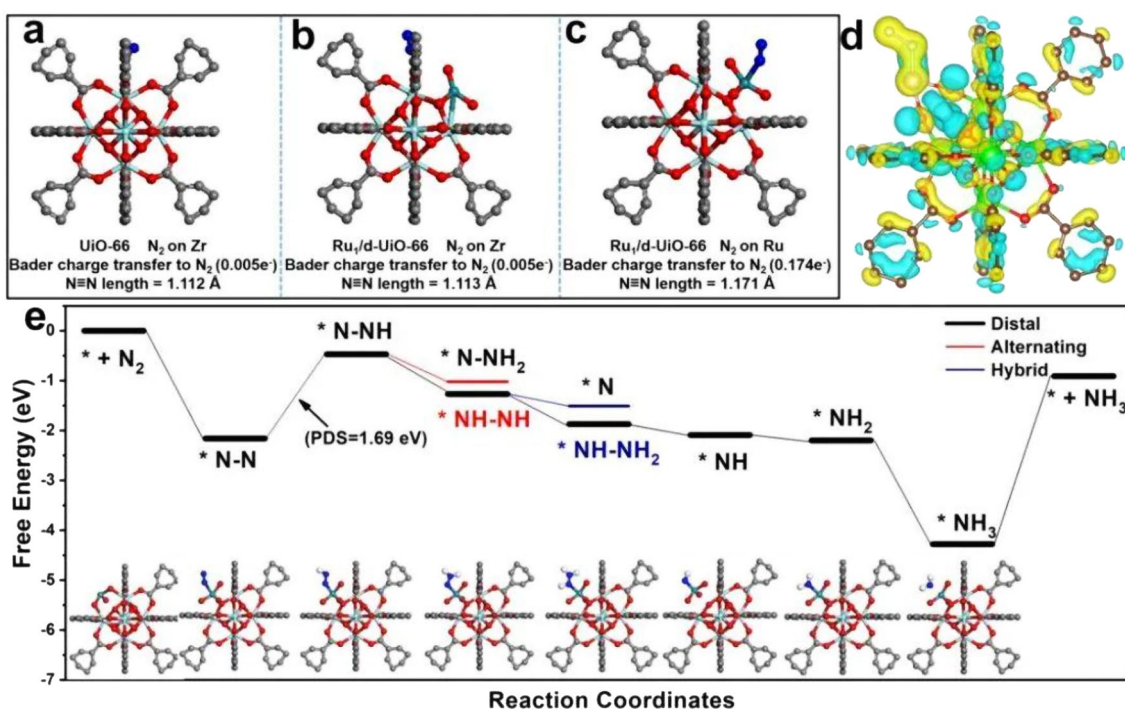 a
b
c
d
UiO-66 N₂ on Zr
Bader charge transfer to N₂ (0.005e⁻)
N≡N length = 1.112 Å
Ru₁/d-UiO-66 N₂ on Zr
Bader charge transfer to N₂ (0.005e⁻)
N≡N length = 1.113 Å
Ru₁/d-UiO-66 N₂ on Ru
Bader charge transfer to N₂ (0.174e⁻)
N≡N length = 1.171 Å
e
Free Energy (eV)
0
-1
-2
-3
-4
-5
-6
-7
* + N₂
* N-N
* N-NH
(PDS=1.69 eV)
* N-NH₂
* NH-NH
* N
* NH-NH₂
* NH
* NH₂
* NH₃
* + NH₃
Distal
Alternating
Hybrid
Reaction Coordinates